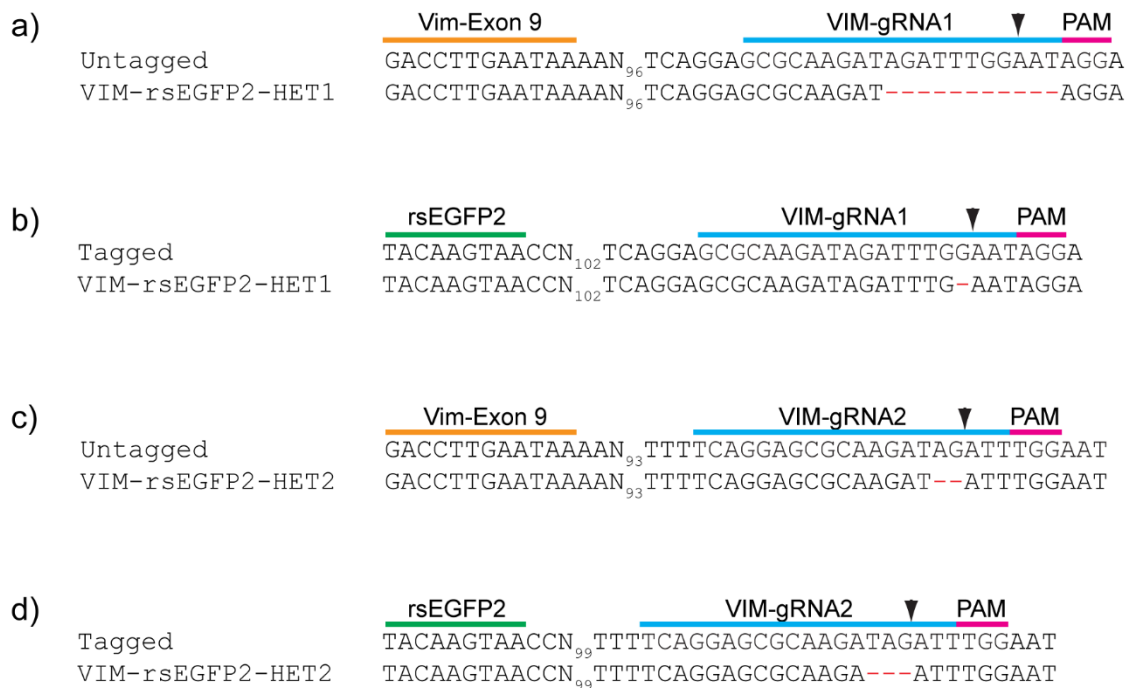 a)
Vim-Exon 9 VIM-gRNA1 PAM
Untagged GACCTTGAATAAAAN96TCAGGAGCGCAAGATAGATTTGGAATAGGA
VIM-rsEGFP2-HET1 GACCTTGAATAAAAN96TCAGGAGCGCAAGAT-----------AGGA
b)
rsEGFP2 VIM-gRNA1 PAM
Tagged TACAAGTAACCN102TCAGGAGCGCAAGATAGATTTGGAATAGGA
VIM-rsEGFP2-HET1 TACAAGTAACCN102TCAGGAGCGCAAGATAGATTTG-AATAGGA
c)
Vim-Exon 9 VIM-gRNA2 PAM
Untagged GACCTTGAATAAAAN93TTTTCAGGAGCGCAAGATAGATTTGGAAT
VIM-rsEGFP2-HET2 GACCTTGAATAAAAN93TTTTCAGGAGCGCAAGAT--ATTTGGAAT
d)
rsEGFP2 VIM-gRNA2 PAM
Tagged TACAAGTAACCN99TTTTCAGGAGCGCAAGATAGATTTGGAAT
VIM-rsEGFP2-HET2 TACAAGTAACCN99TTTTCAGGAGCGCAAGA---ATTTGGAAT